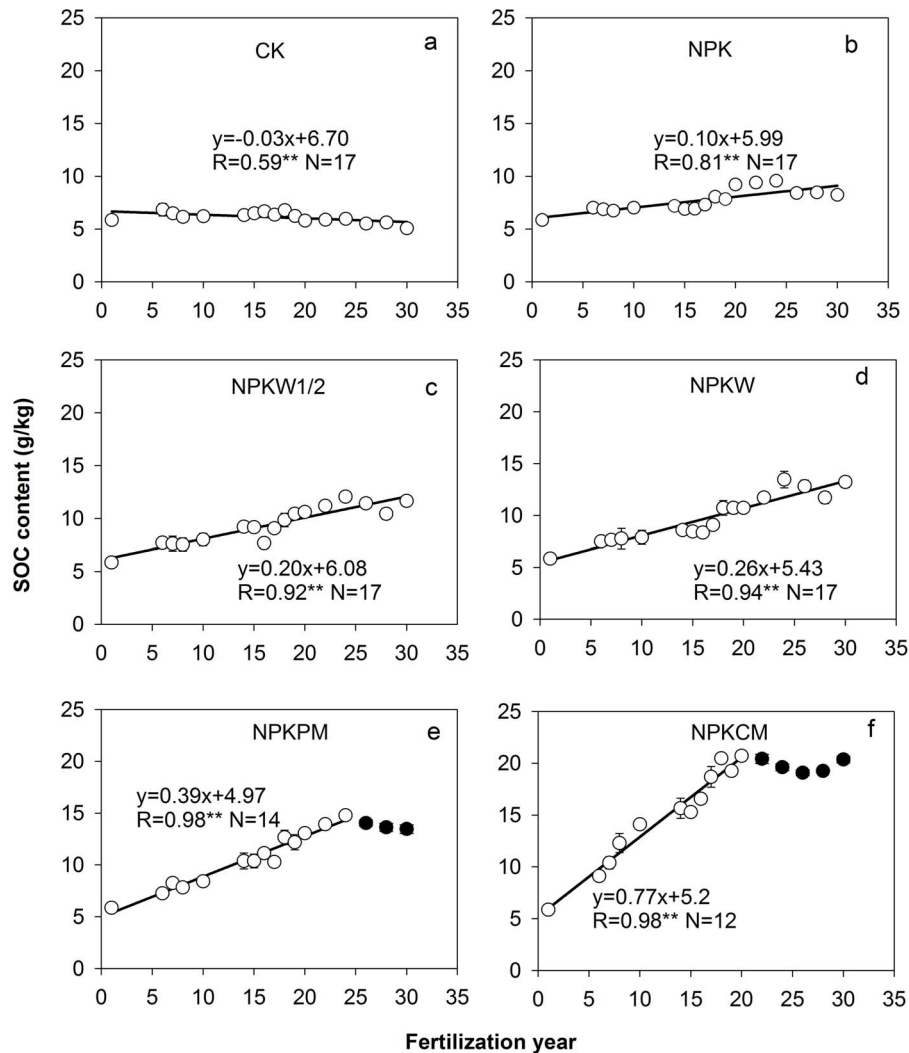 25
20
15
10
5
0
CK
a
y=-0.03x+6.70
R=0.59** N=17
0 5 10 15 20 25 30 35
25
20
15
10
5
0
NPK
b
y=0.10x+5.99
R=0.81** N=17
0 5 10 15 20 25 30 35
SOC content (g/kg)
25
20
15
10
5
0
NPKW1/2
c
y=0.20x+6.08
R=0.92** N=17
0 5 10 15 20 25 30 35
25
20
15
10
5
0
NPKW
d
y=0.26x+5.43
R=0.94** N=17
0 5 10 15 20 25 30 35
25
20
15
10
5
0
NPKPM
e
y=0.39x+4.97
R=0.98** N=14
0 5 10 15 20 25 30 35
25
20
15
10
5
0
NPKCM
f
y=0.77x+5.2
R=0.98** N=12
0 5 10 15 20 25 30 35
Fertilization year